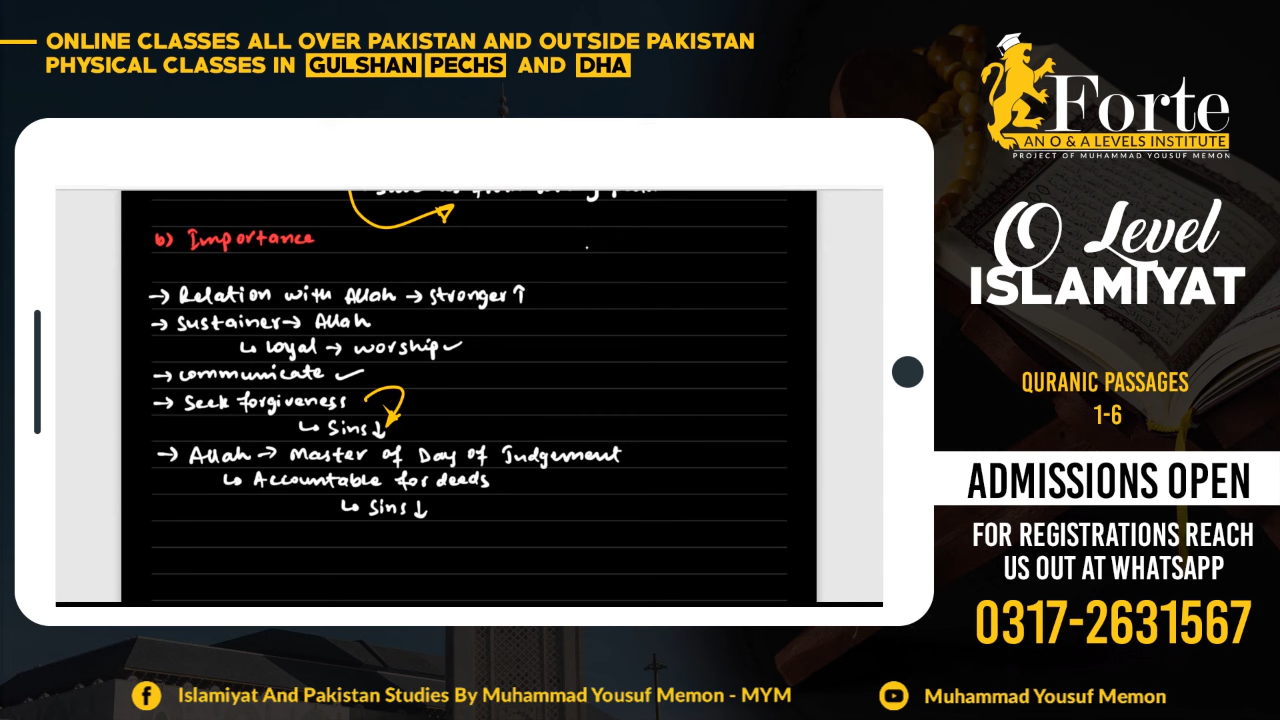 ONLINE CLASSES ALL OVER PAKISTAN AND OUTSIDE PAKISTAN
PHYSICAL CLASSES IN GULSHAN PECHS AND DHA
b) Importance
→ Relation with Allah → stronger ↑
→ Sustainer → Allah
↳ Loyal → worship ✓
→ communicate ✓
→ Seek forgiveness
↳ Sins ↓
→ Allah → Master of Day of Judgement
↳ Accountable for deeds
↳ Sins ↓
Forte
AN O & A LEVELS INSTITUTE
PROJECT OF MUHAMMAD YOUSUF MEMON
O Level
ISLAMIYAT
QURANIC PASSAGES
1-6
ADMISSIONS OPEN
FOR REGISTRATIONS REACH
US OUT AT WHATSAPP
0317-2631567
Islamiyat And Pakistan Studies By Muhammad Yousuf Memon - MYM
Muhammad Yousuf Memon